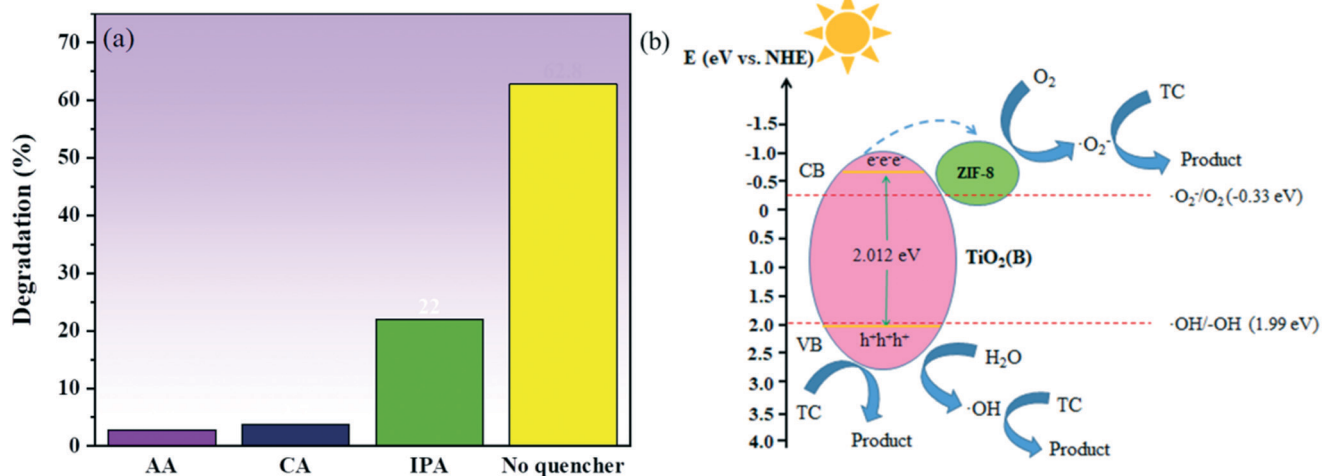 (a)
Degradation (%)
70
60
50
40
30
20
10
0
62.8
22
AA CA IPA No quencher
(b)
E (eV vs. NHE)
-1.5
-1.0
-0.5
0
0.5
1.0
1.5
2.0
2.5
3.0
3.5
4.0
CB
e⁻e⁻e⁻
ZIF-8
O₂
TC
·O₂⁻
Product
·O₂⁻/O₂ (-0.33 eV)
2.012 eV
TiO₂(B)
·OH/-OH (1.99 eV)
VB
h⁺h⁺h⁺
H₂O
TC
·OH
TC
Product
Product